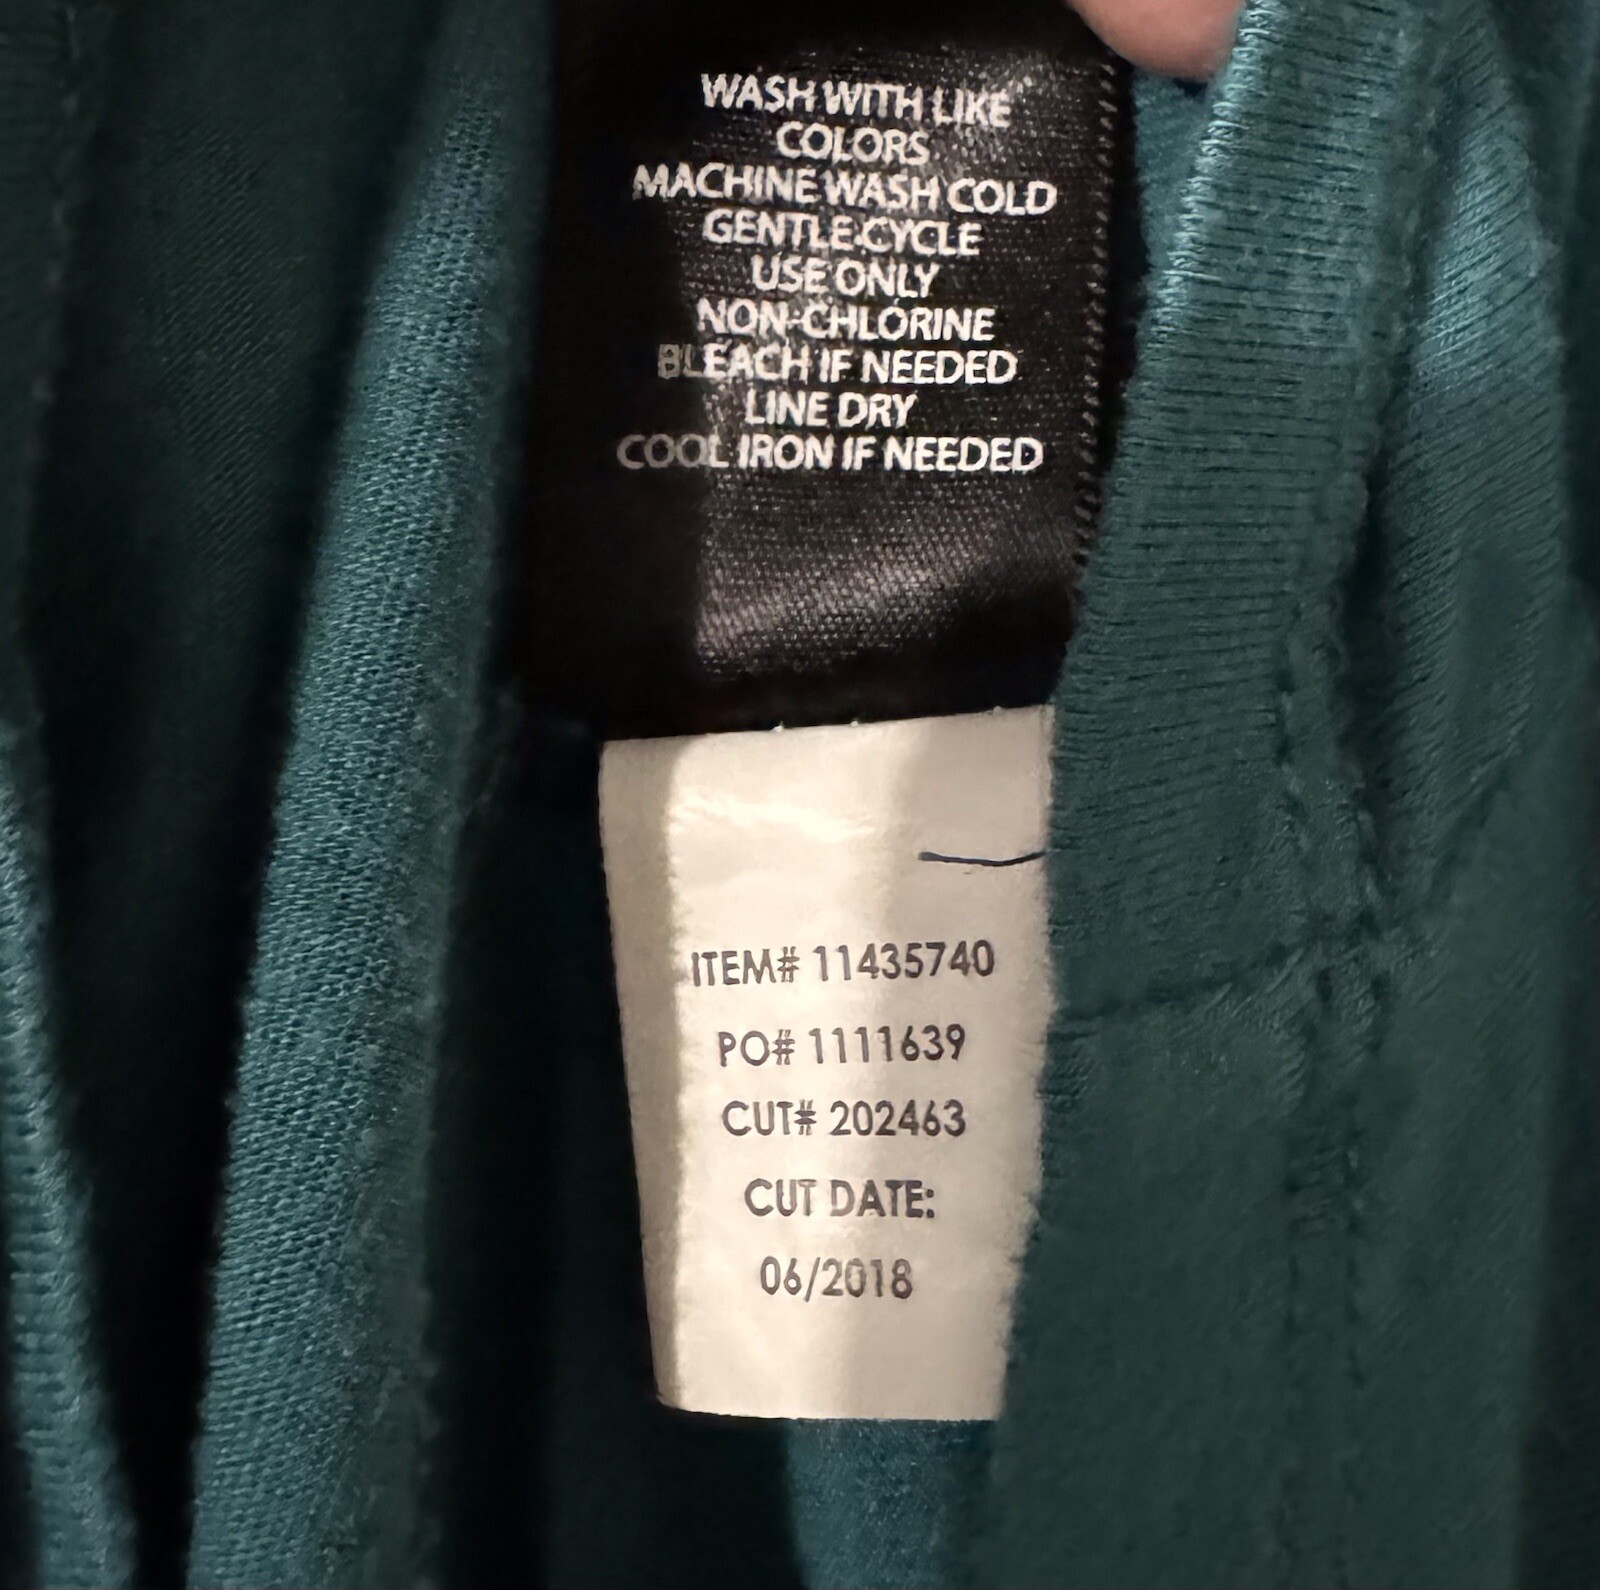 WASH WITH LIKE
COLORS
MACHINE WASH COLD
GENTLE CYCLE
USE ONLY
NON-CHLORINE
BLEACH IF NEEDED
LINE DRY
COOL IRON IF NEEDED
ITEM# 11435740
PO# 1111639
CUT# 202463
CUT DATE:
06/2018